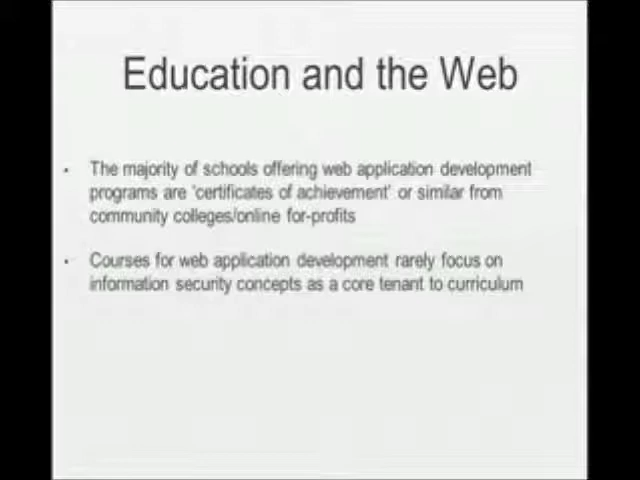 Education and the Web
• The majority of schools offering web application development
programs are 'certificates of achievement' or similar from
community colleges/online for-profits
• Courses for web application development rarely focus on
information security concepts as a core tenant to curriculum